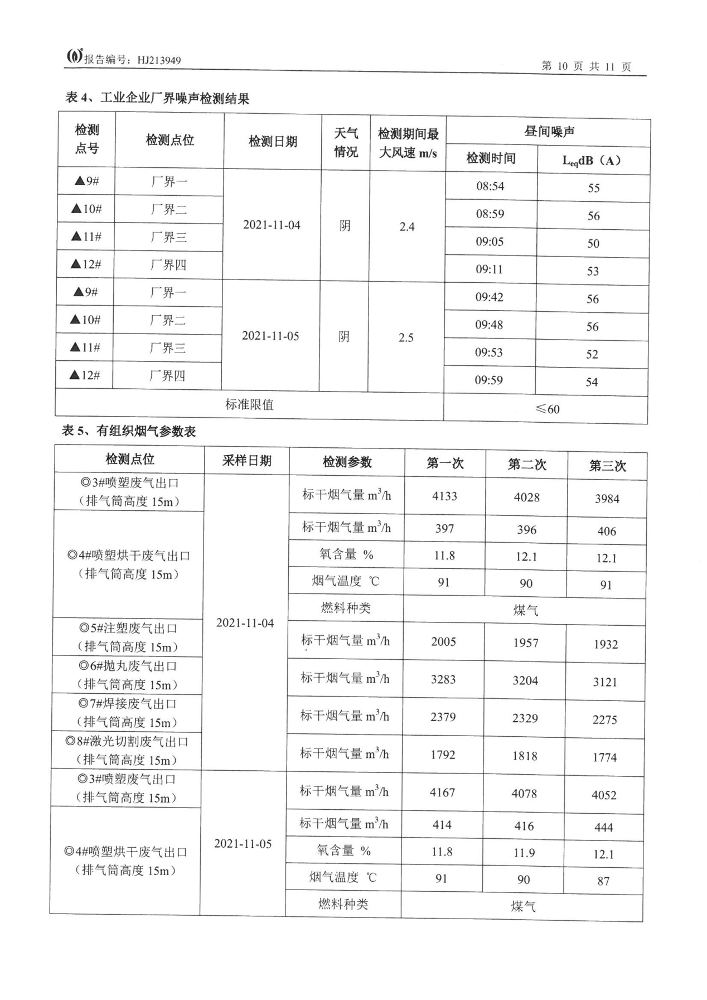 报告编号：HJ213949
第 10 页 共 11 页
表 4、工业企业厂界噪声检测结果
检测点号 检测点位 检测日期 天气情况 检测期间最大风速 m/s 昼间噪声
检测时间 LeqdB（A）
▲9# 厂界一 2021-11-04 阴 2.4 08:54 55
▲10# 厂界二 08:59 56
▲11# 厂界三 09:05 50
▲12# 厂界四 09:11 53
▲9# 厂界一 2021-11-05 阴 2.5 09:42 56
▲10# 厂界二 09:48 56
▲11# 厂界三 09:53 52
▲12# 厂界四 09:59 54
标准限值 ≤60
表 5、有组织烟气参数表
检测点位 采样日期 检测参数 第一次 第二次 第三次
◎3#喷塑废气出口
（排气筒高度 15m） 2021-11-04 标干烟气量 m³/h 4133 4028 3984
◎4#喷塑烘干废气出口
（排气筒高度 15m） 标干烟气量 m³/h 397 396 406
氧含量 % 11.8 12.1 12.1
烟气温度 ℃ 91 90 91
燃料种类 煤气
◎5#注塑废气出口
（排气筒高度 15m） 标干烟气量 m³/h 2005 1957 1932
◎6#抛丸废气出口
（排气筒高度 15m） 标干烟气量 m³/h 3283 3204 3121
◎7#焊接废气出口
（排气筒高度 15m） 标干烟气量 m³/h 2379 2329 2275
◎8#激光切割废气出口
（排气筒高度 15m） 标干烟气量 m³/h 1792 1818 1774
◎3#喷塑废气出口
（排气筒高度 15m） 2021-11-05 标干烟气量 m³/h 4167 4078 4052
◎4#喷塑烘干废气出口
（排气筒高度 15m） 标干烟气量 m³/h 414 416 444
氧含量 % 11.8 11.9 12.1
烟气温度 ℃ 91 90 87
燃料种类 煤气